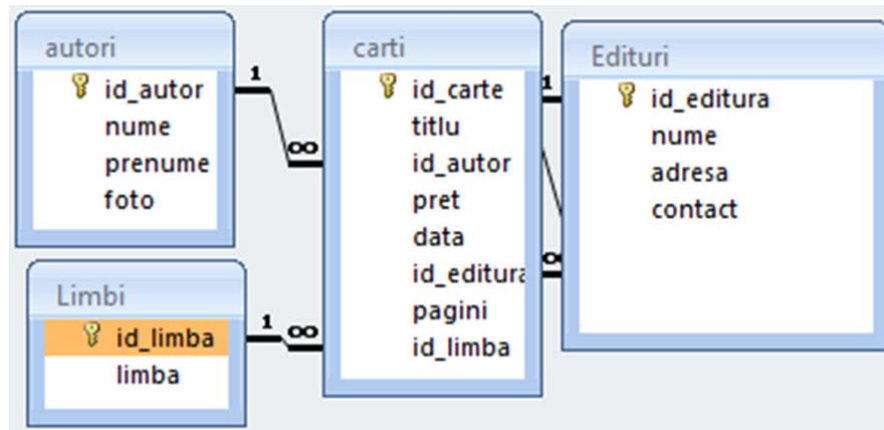 autori
id_autor
nume
prenume
foto
1
∞
carti
id_carte
titlu
id_autor
pret
data
id_editura
pagini
id_limba
1
∞
Edituri
id_editura
nume
adresa
contact
Limbi
id_limba
limba
1
∞